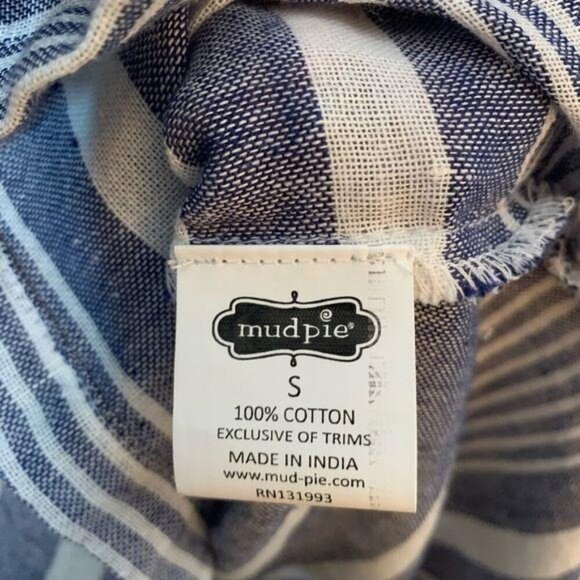 mudpie®
S
100% COTTON
EXCLUSIVE OF TRIMS
MADE IN INDIA
www.mud-pie.com
RN131993